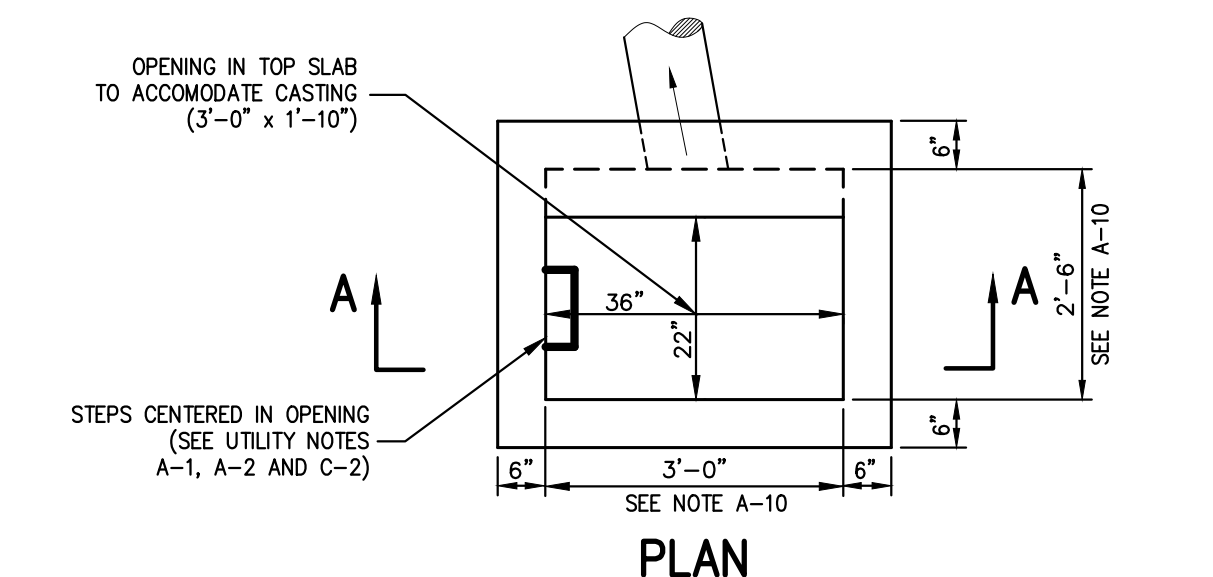 OPENING IN TOP SLAB
TO ACCOMODATE CASTING
(3'-0" x 1'-10")
6"
A
36"
22"
A
2'-6"
SEE NOTE A-10
STEPS CENTERED IN OPENING
(SEE UTILITY NOTES
A-1, A-2 AND C-2)
6"
6"
3'-0"
6"
SEE NOTE A-10
PLAN